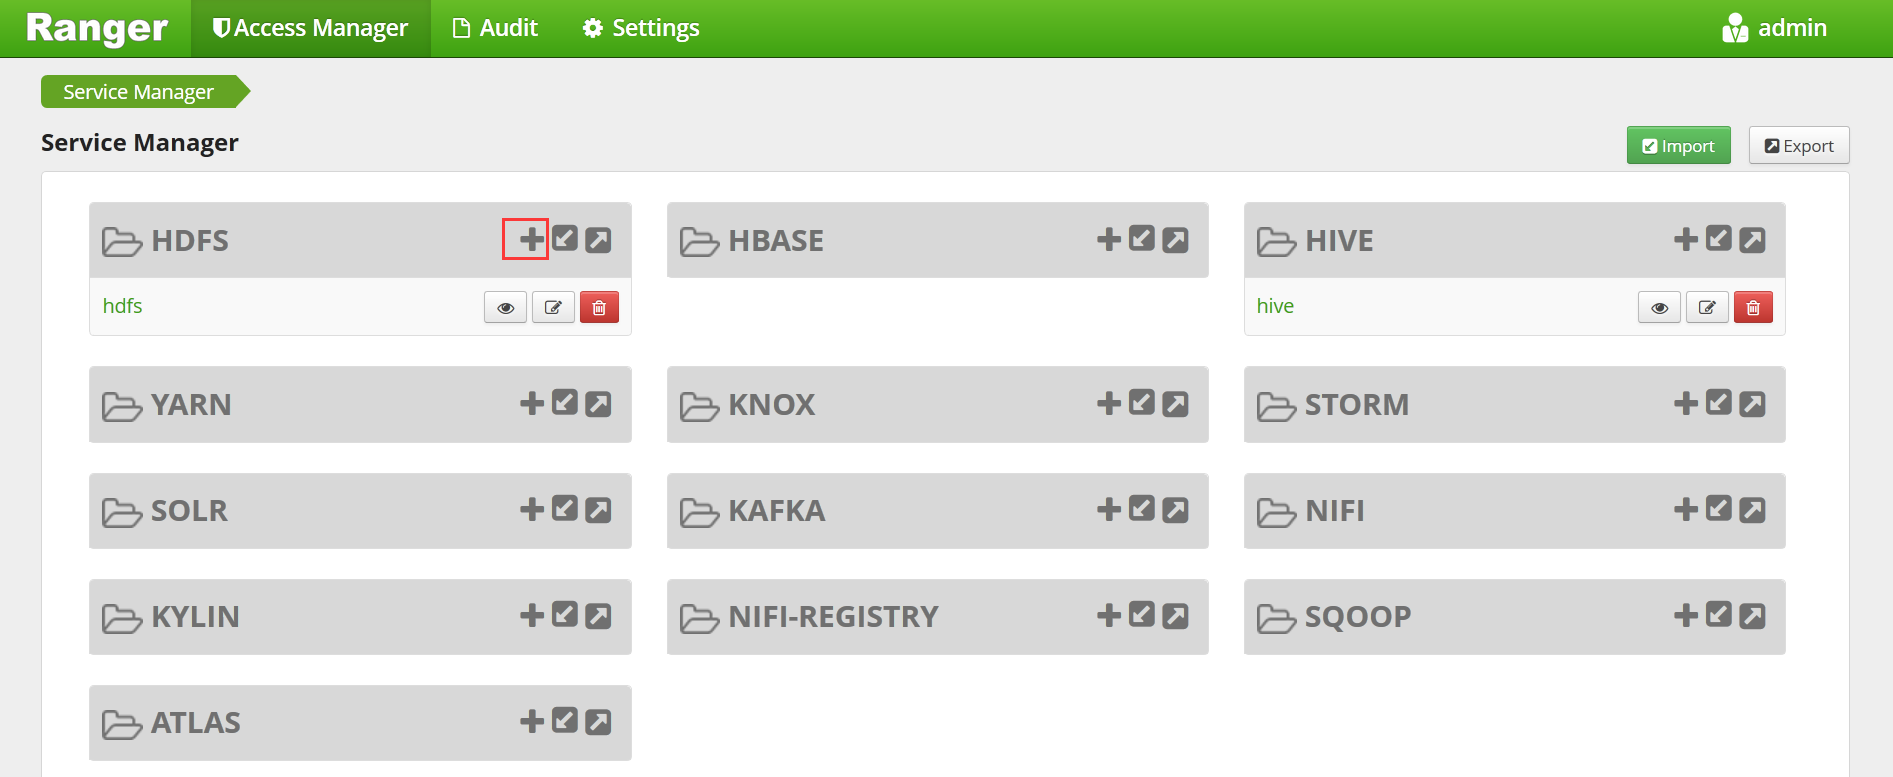 Ranger Access Manager Audit Settings admin
Service Manager
Service Manager
Import Export
HDFS HBASE HIVE
hdfs hive
YARN KNOX STORM
SOLR KAFKA NIFI
KYLIN NIFI-REGISTRY SQOOP
ATLAS